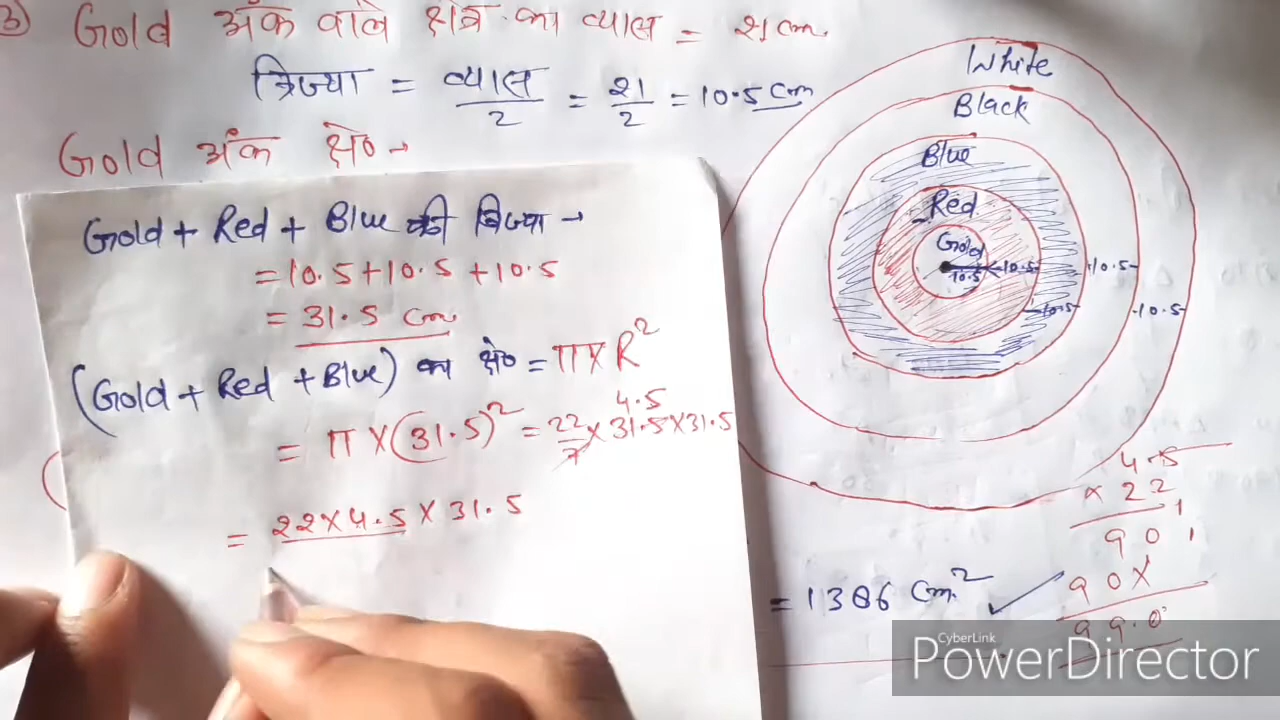 ③ Gold अंक वाले क्षेत्र का व्यास = 21 cm
त्रिज्या = व्यास/2 = 21/2 = 10.5 cm
Gold अंक क्षे० →
Gold + Red + Blue की त्रिज्या →
= 10.5 + 10.5 + 10.5
= 31.5 cm
(Gold + Red + Blue) का क्षे० = π × R²
= π × (31.5)² = 22/7 × 31.5 × 31.5
4.5
= 22 × 4.5 × 31.5
White
Black
Blue
Red
Gold
10.5
10.5
10.5
10.5
10.5
4.5
× 22
90
90×
99.0
= 1386 cm²
CyberLink
PowerDirector